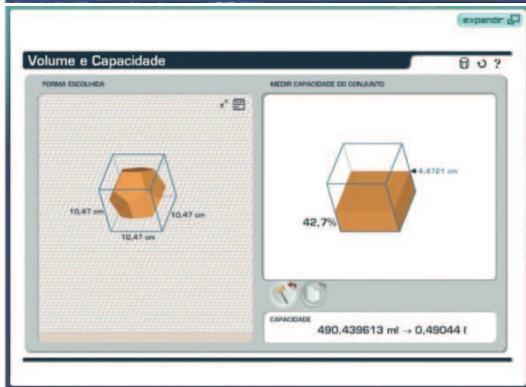 expandir
Volume e Capacidade
?
FORMA ESCOLHIDA
10,47 cm
10,47 cm
10,47 cm
MEDIR CAPACIDADE DO CONJUNTO
4.4721 cm
42,7%
CAPACIDADE
490,439613 ml → 0,49044 l